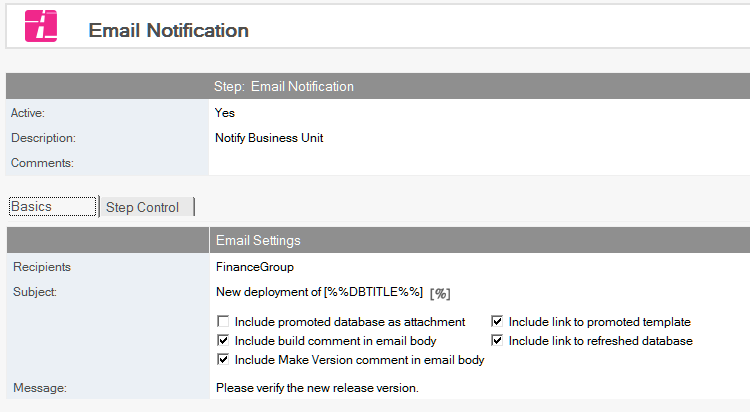 Email Notification
Step: Email Notification
Active: Yes
Description: Notify Business Unit
Comments:
Basics Step Control
Email Settings
Recipients FinanceGroup
Subject: New deployment of [%%DBTITLE%%] [%]
Include promoted database as attachment Include link to promoted template
Include build comment in email body Include link to refreshed database
Include Make Version comment in email body
Message: Please verify the new release version.